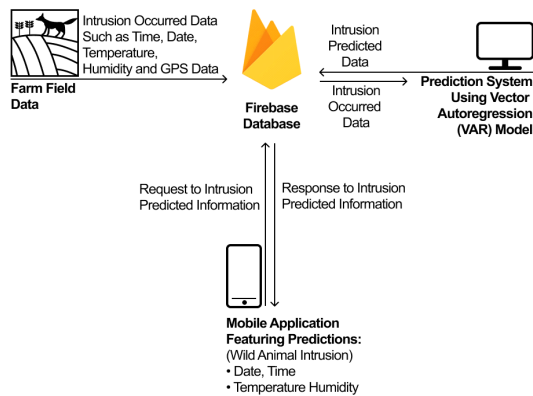 Intrusion Occurred Data
Such as Time, Date,
Temperature,
Humidity and GPS Data
Farm Field
Data
Firebase
Database
Intrusion
Predicted
Data
Intrusion
Occurred
Data
Prediction System
Using Vector
Autoregression
(VAR) Model
Request to Intrusion
Predicted Information
Response to Intrusion
Predicted Information
Mobile Application
Featuring Predictions:
(Wild Animal Intrusion)
• Date, Time
• Temperature Humidity